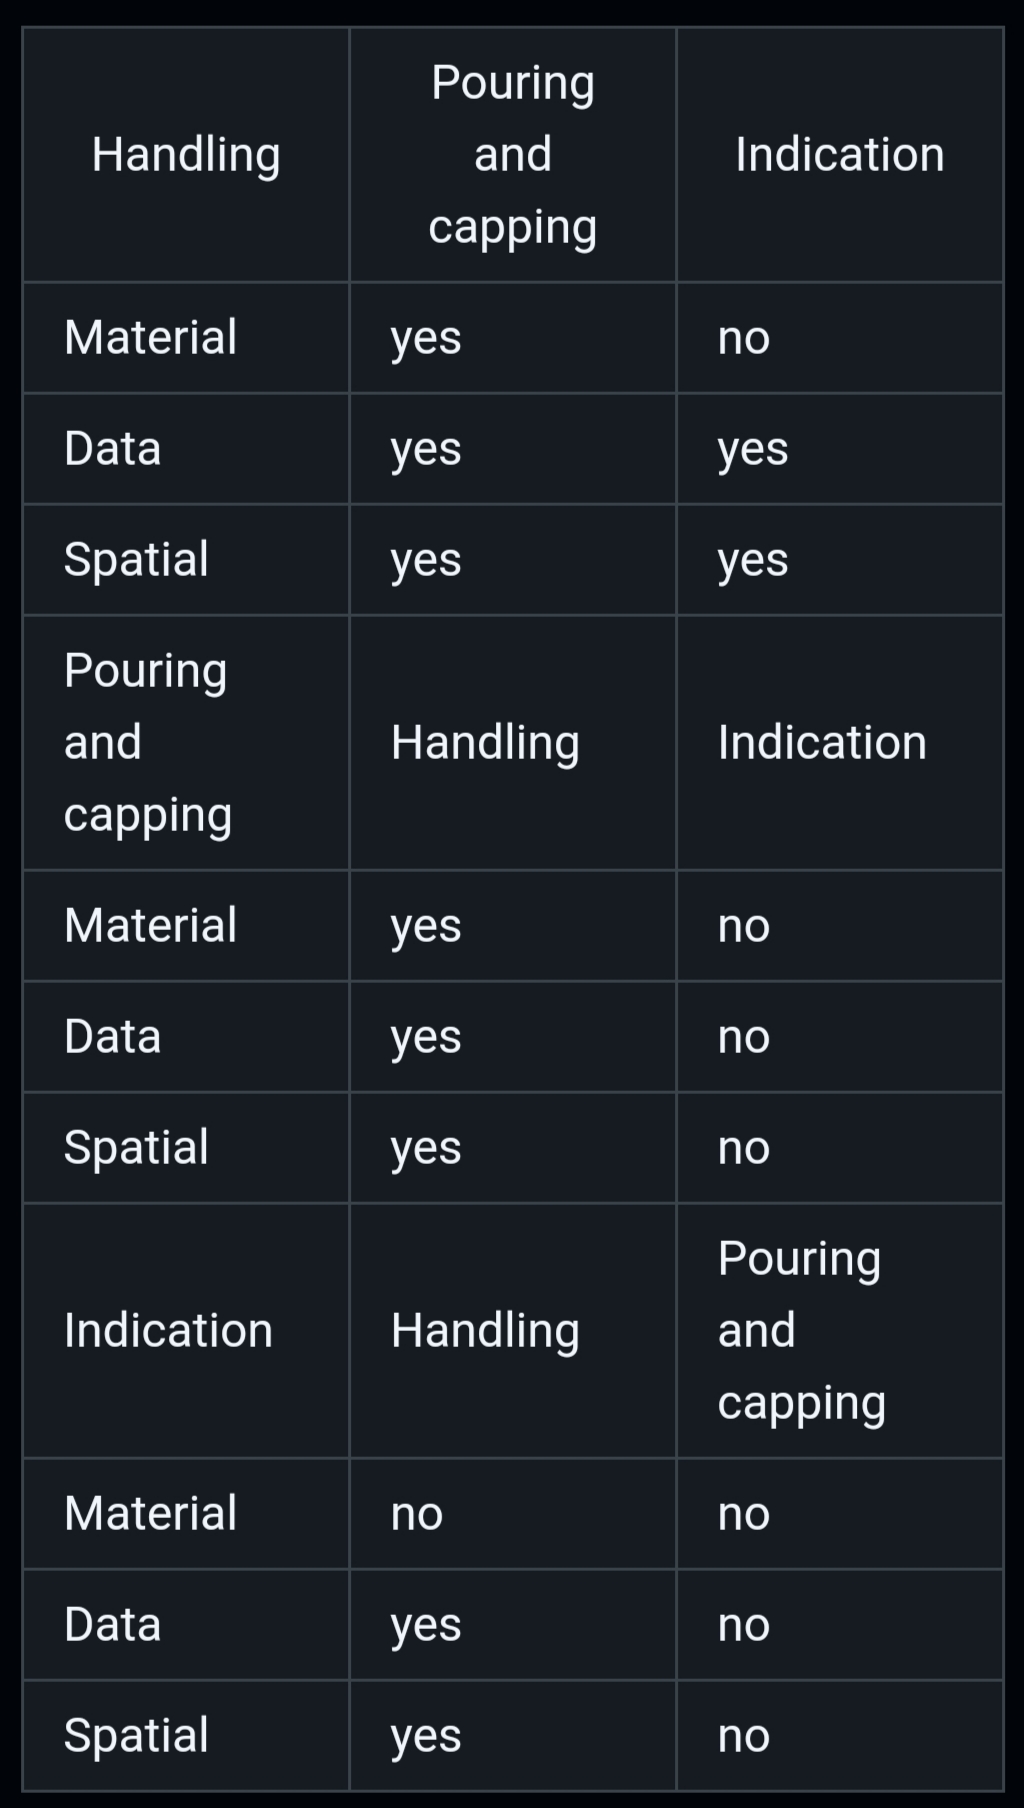 Handling | Pouring and capping | Indication
Material | yes | no
Data | yes | yes
Spatial | yes | yes
Pouring and capping | Handling | Indication
Material | yes | no
Data | yes | no
Spatial | yes | no
Indication | Handling | Pouring and capping
Material | no | no
Data | yes | no
Spatial | yes | no